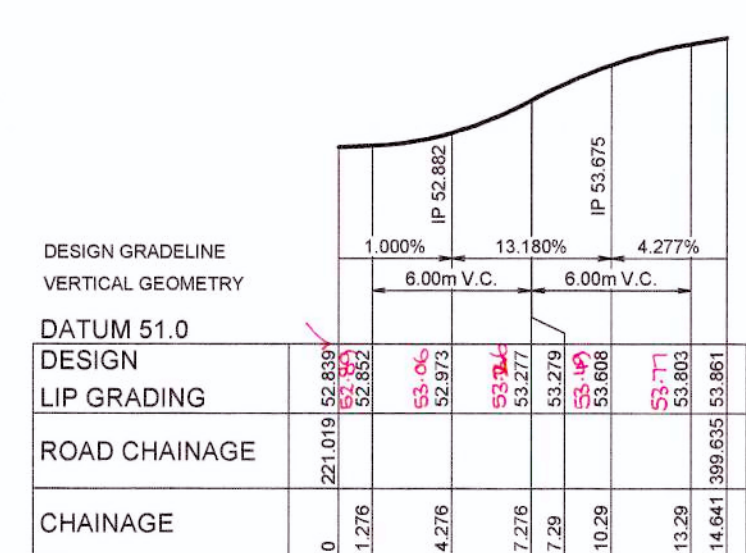 IP 52.882
IP 53.675
DESIGN GRADELINE 1.000% 13.180% 4.277%
VERTICAL GEOMETRY 6.00m V.C. 6.00m V.C.
DATUM 51.0
DESIGN
LIP GRADING 52.839 52.89 52.852 53.06 52.973 53.277 53.279 53.49 53.608 53.77 53.803 53.861
ROAD CHAINAGE 221.019 399.635
CHAINAGE 0 1.276 4.276 7.276 7.29 10.29 13.29 14.641